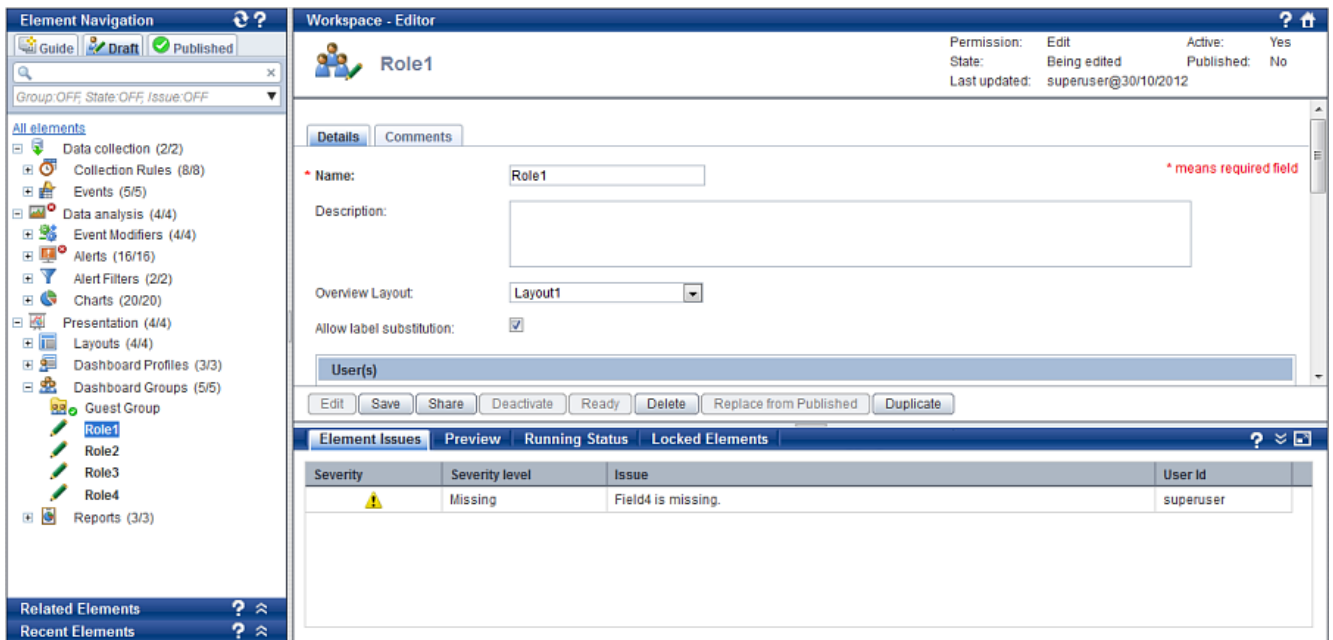 Element Navigation
Guide Draft Published
Group:OFF, State:OFF, Issue:OFF
All elements
Data collection (2/2)
Collection Rules (8/8)
Events (5/5)
Data analysis (4/4)
Event Modifiers (4/4)
Alerts (16/16)
Alert Filters (2/2)
Charts (20/20)
Presentation (4/4)
Layouts (4/4)
Dashboard Profiles (3/3)
Dashboard Groups (5/5)
Guest Group
Role1
Role2
Role3
Role4
Reports (3/3)
Related Elements
Recent Elements
Workspace - Editor
Role1
Permission: Edit Active: Yes
State: Being edited Published: No
Last updated: superuser@30/10/2012
Details Comments
* means required field
* Name: Role1
Description:
Overview Layout: Layout1
Allow label substitution:
User(s)
Edit Save Share Deactivate Ready Delete Replace from Published Duplicate
Element Issues Preview Running Status Locked Elements
Severity Severity level Issue User Id
Missing Field4 is missing. superuser